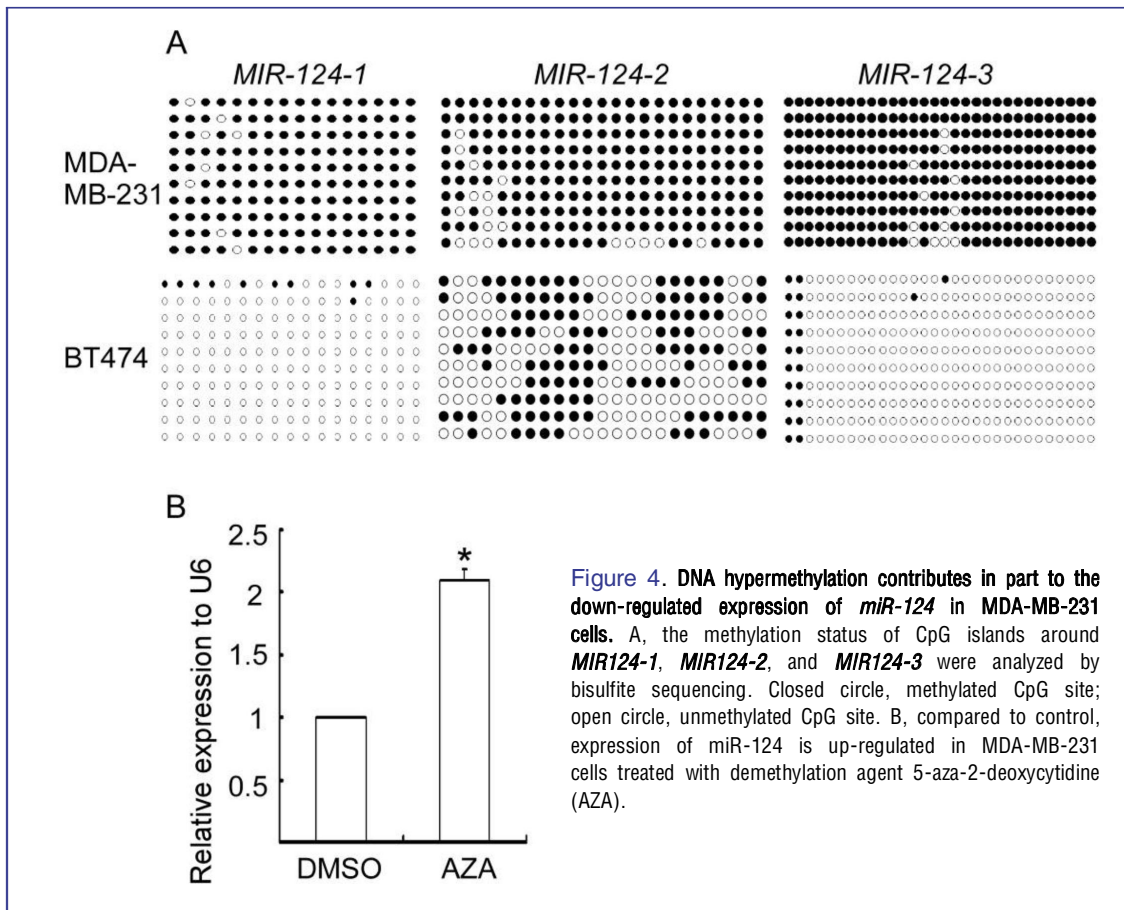 A
MIR-124-1 MIR-124-2 MIR-124-3
MDA-
MB-231
BT474
B
Relative expression to U6
2.5
2
1.5
1
0.5
*
DMSO AZA
Figure 4. DNA hypermethylation contributes in part to the
down-regulated expression of miR-124 in MDA-MB-231
cells. A, the methylation status of CpG islands around
MIR124-1, MIR124-2, and MIR124-3 were analyzed by
bisulfite sequencing. Closed circle, methylated CpG site;
open circle, unmethylated CpG site. B, compared to control,
expression of miR-124 is up-regulated in MDA-MB-231
cells treated with demethylation agent 5-aza-2-deoxycytidine
(AZA).